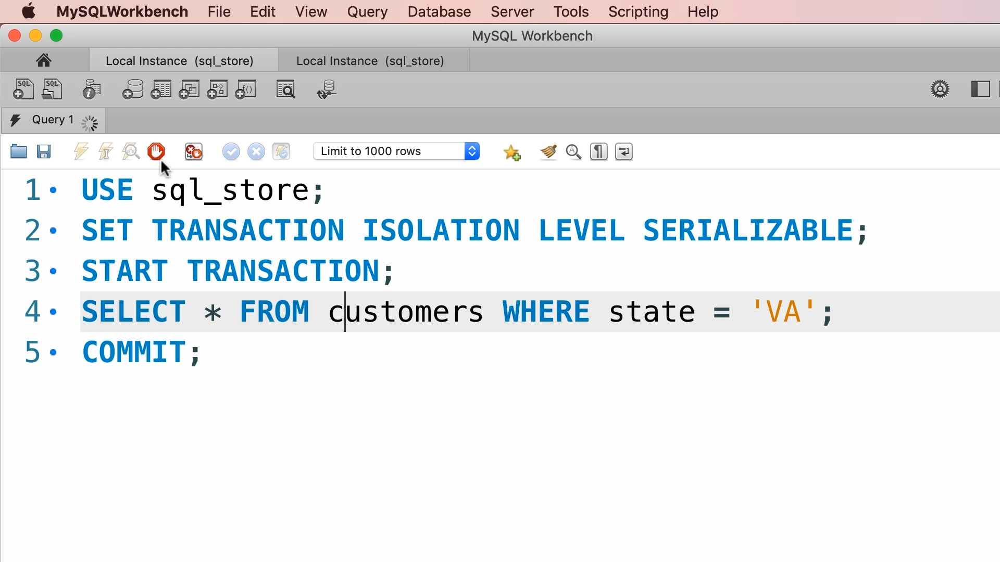 MySQLWorkbench File Edit View Query Database Server Tools Scripting Help
MySQL Workbench
Local Instance (sql_store) Local Instance (sql_store)
SQL SQL
Query 1
Limit to 1000 rows
1 USE sql_store;
2 SET TRANSACTION ISOLATION LEVEL SERIALIZABLE;
3 START TRANSACTION;
4 SELECT * FROM customers WHERE state = 'VA';
5 COMMIT;